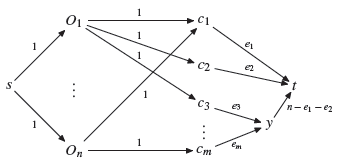 1
O₁
1
c₁
e₁
1
c₂
e₂
1
s
⋮
1
t
c₃
e₃
y
n−e₁−e₂
1
⋮
Oₙ
1
cₘ
eₘ